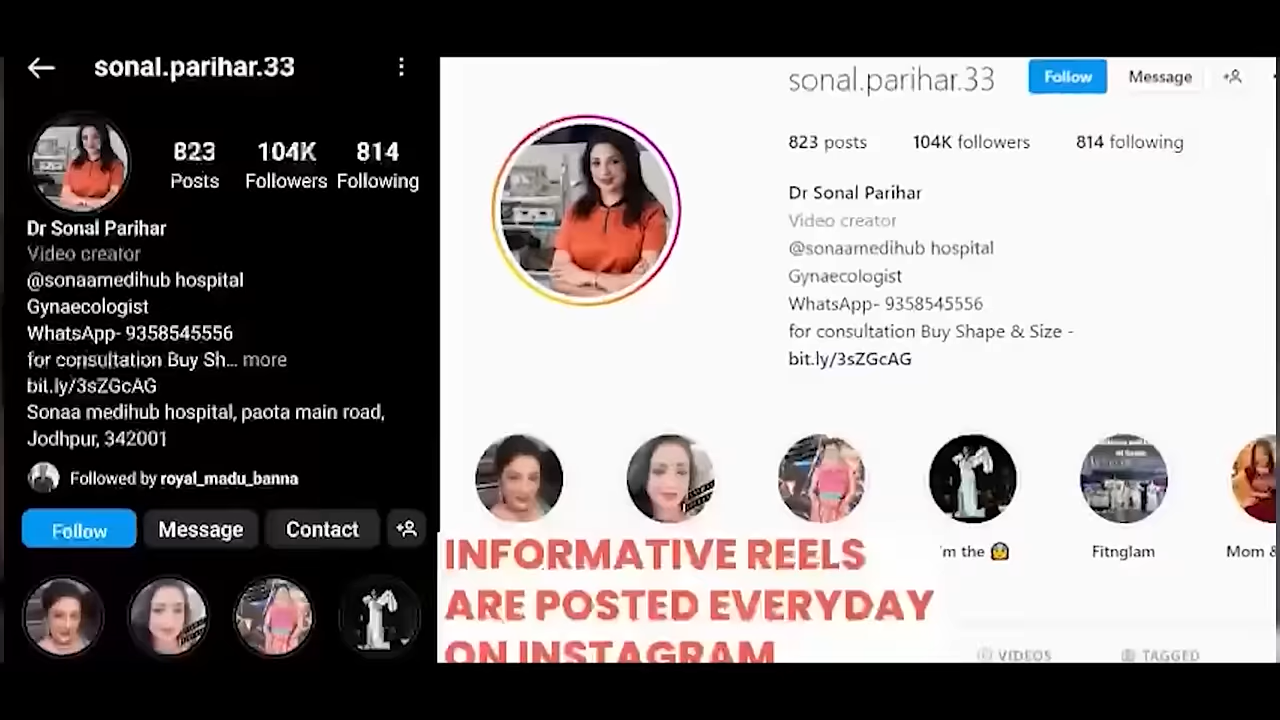 sonal.parihar.33
823 104K 814
Posts Followers Following
Dr Sonal Parihar
Video creator
@sonaamedihub hospital
Gynaecologist
WhatsApp- 9358545556
for consultation Buy Sh... more
bit.ly/3sZGcAG
Sonaa medihub hospital, paota main road,
Jodhpur, 342001
Followed by royal_madu_banna
Follow Message Contact
sonal.parihar.33 Follow Message
823 posts 104K followers 814 following
Dr Sonal Parihar
Video creator
@sonaamedihub hospital
Gynaecologist
WhatsApp- 9358545556
for consultation Buy Shape & Size -
bit.ly/3sZGcAG
'm the 😰 Fitnglam Mom &
INFORMATIVE REELS
ARE POSTED EVERYDAY
ON INSTAGRAM
VIDEOS TAGGED